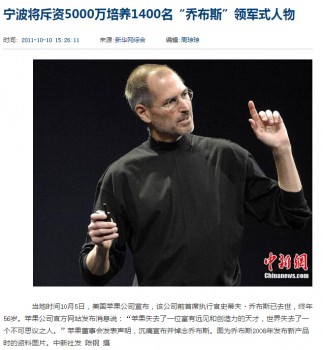 宁波将斥资5000万培养1400名“乔布斯”领军式人物
时间:2011-10-10 15:26:11 来源:新华网综合 编辑:周琼琼
中新网
当地时间10月5日，美国苹果公司宣布，该公司前首席执行官史蒂夫·乔布斯已去世，终年
56岁。苹果公司官方网站发布消息说：“苹果失去了一位富有远见和创造力的天才，世界失去了一
个不可思议之人。”苹果董事会发表声明，沉痛宣布并悼念乔布斯。图为乔布斯2008年发布新产品
时的资料图片。中新社发 陈钢 摄